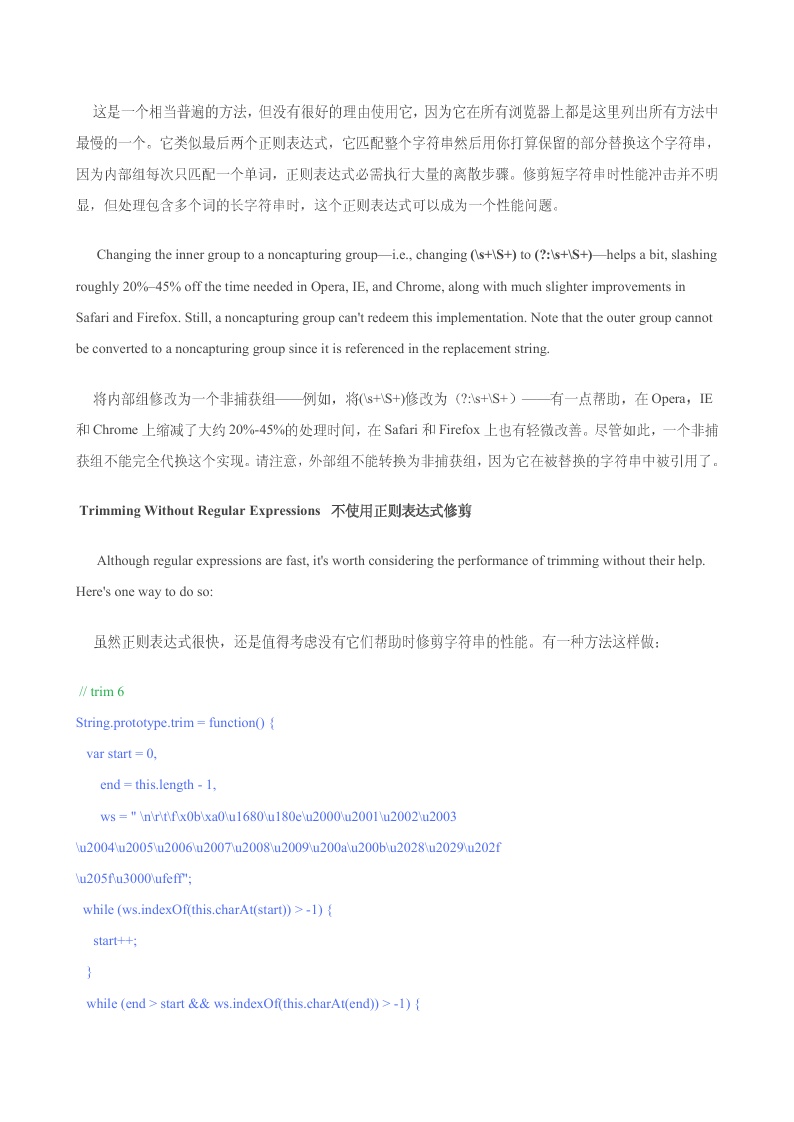 这是一个相当普遍的方法，但没有很好的理由使用它，因为它在所有浏览器上都是这里列出所有方法中
最慢的一个。它类似最后两个正则表达式，它匹配整个字符串然后用你打算保留的部分替换这个字符串，
因为内部组每次只匹配一个单词，正则表达式必需执行大量的离散步骤。修剪短字符串时性能冲击并不明
显，但处理包含多个词的长字符串时，这个正则表达式可以成为一个性能问题。
Changing the inner group to a noncapturing group—i.e., changing (\s+\S+) to (?:\s+\S+)—helps a bit, slashing
roughly 20%–45% off the time needed in Opera, IE, and Chrome, along with much slighter improvements in
Safari and Firefox. Still, a noncapturing group can't redeem this implementation. Note that the outer group cannot
be converted to a noncapturing group since it is referenced in the replacement string.
将内部组修改为一个非捕获组——例如，将(\s+\S+)修改为（?:\s+\S+）——有一点帮助，在 Opera，IE
和 Chrome 上缩减了大约 20%-45%的处理时间，在 Safari 和 Firefox 上也有轻微改善。尽管如此，一个非捕
获组不能完全代换这个实现。请注意，外部组不能转换为非捕获组，因为它在被替换的字符串中被引用了。
Trimming Without Regular Expressions 不使用正则表达式修剪
Although regular expressions are fast, it's worth considering the performance of trimming without their help.
Here's one way to do so:
虽然正则表达式很快，还是值得考虑没有它们帮助时修剪字符串的性能。有一种方法这样做：
// trim 6
String.prototype.trim = function() {
var start = 0,
end = this.length - 1,
ws = " \n\r\t\f\x0b\xa0\u1680\u180e\u2000\u2001\u2002\u2003
\u2004\u2005\u2006\u2007\u2008\u2009\u200a\u200b\u2028\u2029\u202f
\u205f\u3000\ufeff";
while (ws.indexOf(this.charAt(start)) > -1) {
start++;
}
while (end > start && ws.indexOf(this.charAt(end)) > -1) {